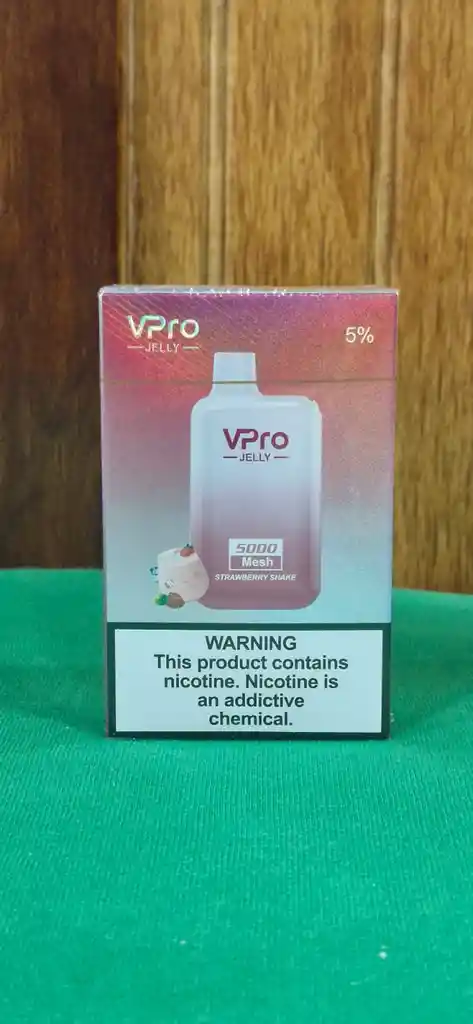 VPro
JELLY
5%
VPro
JELLY
5000
Mesh
STRAWBERRY SHAKE
WARNING
This product contains
nicotine. Nicotine is
an addictive
chemical.